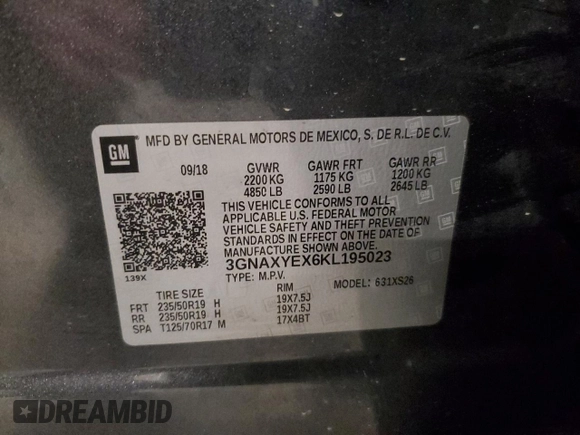 GM
MFD BY GENERAL MOTORS DE MEXICO, S. DE R.L. DE C.V.
09/18 GVWR GAWR FRT GAWR RR
2200 KG 1175 KG 1200 KG
4850 LB 2590 LB 2645 LB
THIS VEHICLE CONFORMS TO ALL
APPLICABLE U.S. FEDERAL MOTOR
VEHICLE SAFETY AND THEFT PREVENTION
STANDARDS IN EFFECT ON THE DATE OF
MANUFACTURE SHOWN ABOVE.
3GNAXYEX6KL195023
139X TYPE: M.P.V. MODEL: 631XS26
TIRE SIZE RIM
FRT 235/50R19 H 19X7.5J
RR 235/50R19 H 19X7.5J
SPA T125/70R17 M 17X4BT
DREAMBID